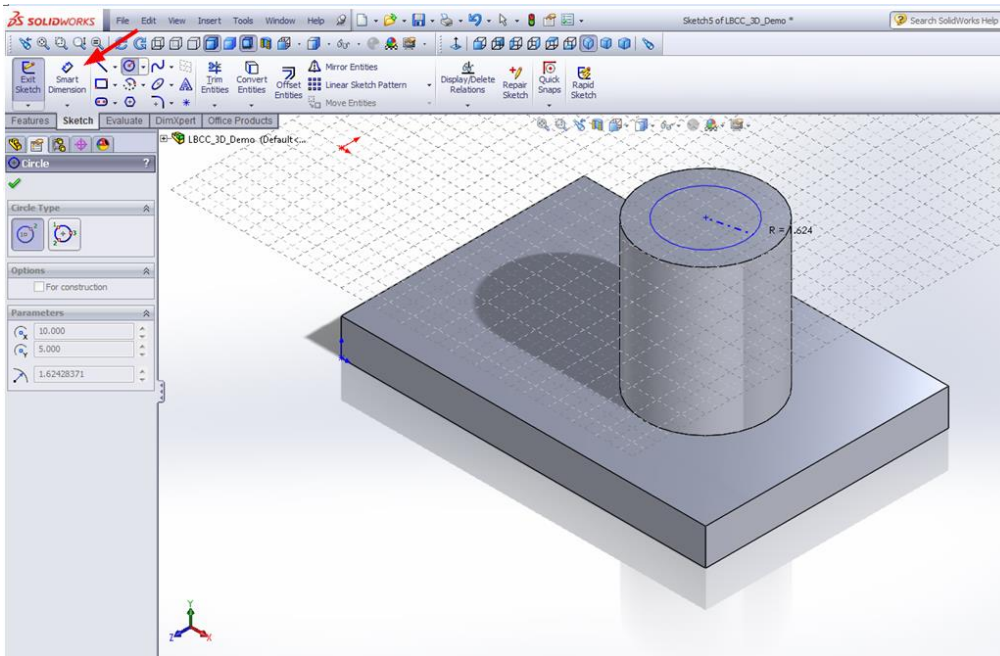 SOLIDWORKS File Edit View Insert Tools Window Help Sketch5 of LBCC_3D_Demo * Search SolidWorks Help
Exit Sketch
Smart Dimension
Trim Entities
Convert Entities
Offset Entities
Mirror Entities
Linear Sketch Pattern
Move Entities
Display/Delete Relations
Repair Sketch
Quick Snaps
Rapid Sketch
Features Sketch Evaluate DimXpert Office Products
LBCC_3D_Demo (Default<...
Circle ?
Circle Type
Options
For construction
Parameters
10.000
5.000
1.62428371
R = 1.624
Y
Z X